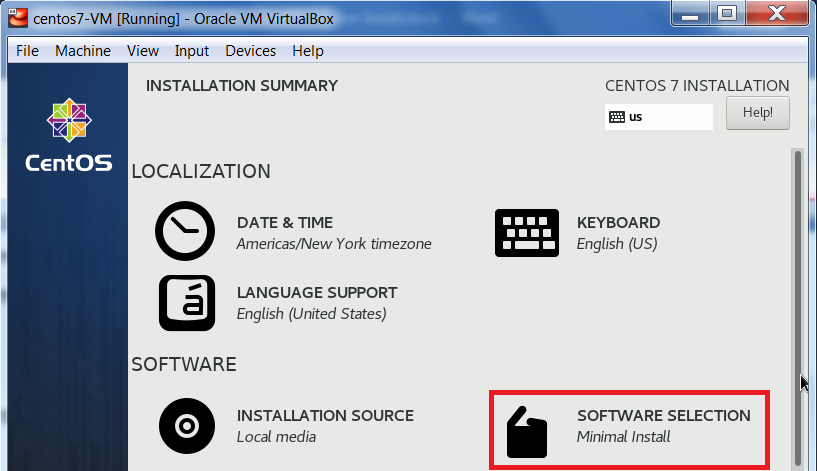 centos7-VM [Running] - Oracle VM VirtualBox
File Machine View Input Devices Help
INSTALLATION SUMMARY
CENTOS 7 INSTALLATION
us
Help!
CentOS
LOCALIZATION
DATE & TIME
Americas/New York timezone
KEYBOARD
English (US)
á
LANGUAGE SUPPORT
English (United States)
SOFTWARE
INSTALLATION SOURCE
Local media
SOFTWARE SELECTION
Minimal Install